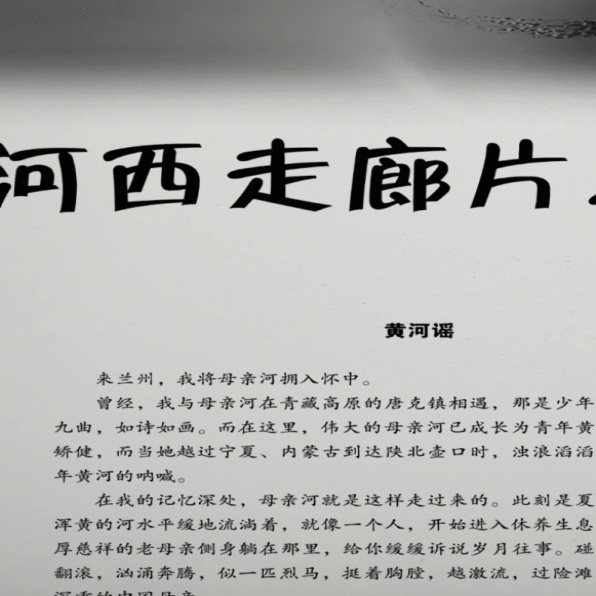 河西走廊片
黄河谣
来兰州，我将母亲河拥入怀中。
曾经，我与母亲河在青藏高原的唐克镇相遇，那是少年
九曲，如诗如画。而在这里，伟大的母亲河已成长为青年黄
矫健，而当她越过宁夏、内蒙古到达陕北壶口时，浊浪滔滔
年黄河的呐喊。
在我的记忆深处，母亲河就是这样走过来的。此刻是夏
浑黄的河水平缓地流淌着，就像一个人，开始进入休养生息
厚慈祥的老母亲侧身躺在那里，给你缓缓诉说岁月往事。碰
翻滚，汹涌奔腾，似一匹烈马，挺着胸膛，越激流，过险滩